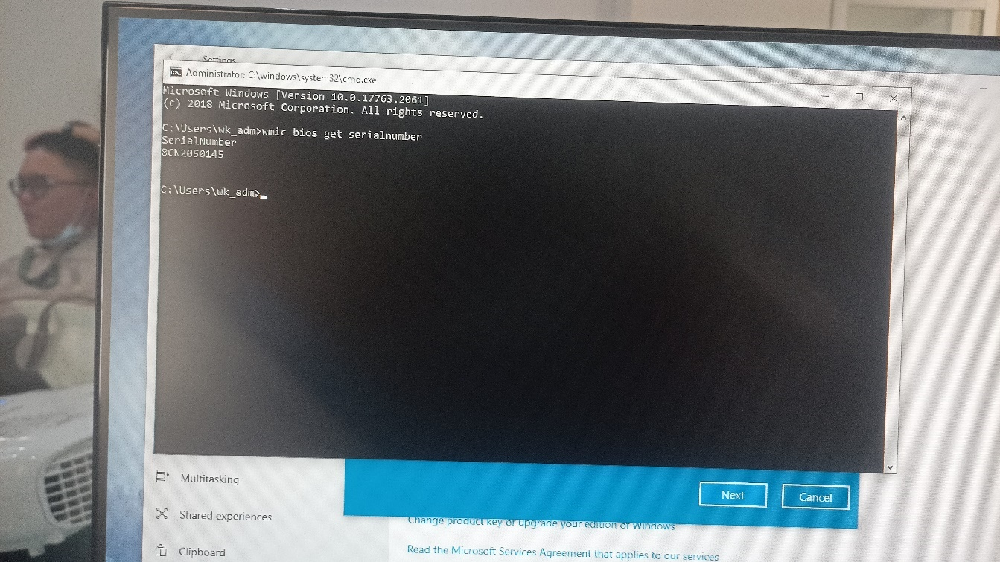 Settings
Administrator: C:\windows\system32\cmd.exe
Microsoft Windows [Version 10.0.17763.2061]
(c) 2018 Microsoft Corporation. All rights reserved.
C:\Users\wk_adm>wmic bios get serialnumber
SerialNumber
8CN2050145
C:\Users\wk_adm>_
Multitasking
Shared experiences
Clipboard
Next
Cancel
Change product key or upgrade your edition of Windows
Read the Microsoft Services Agreement that applies to our services